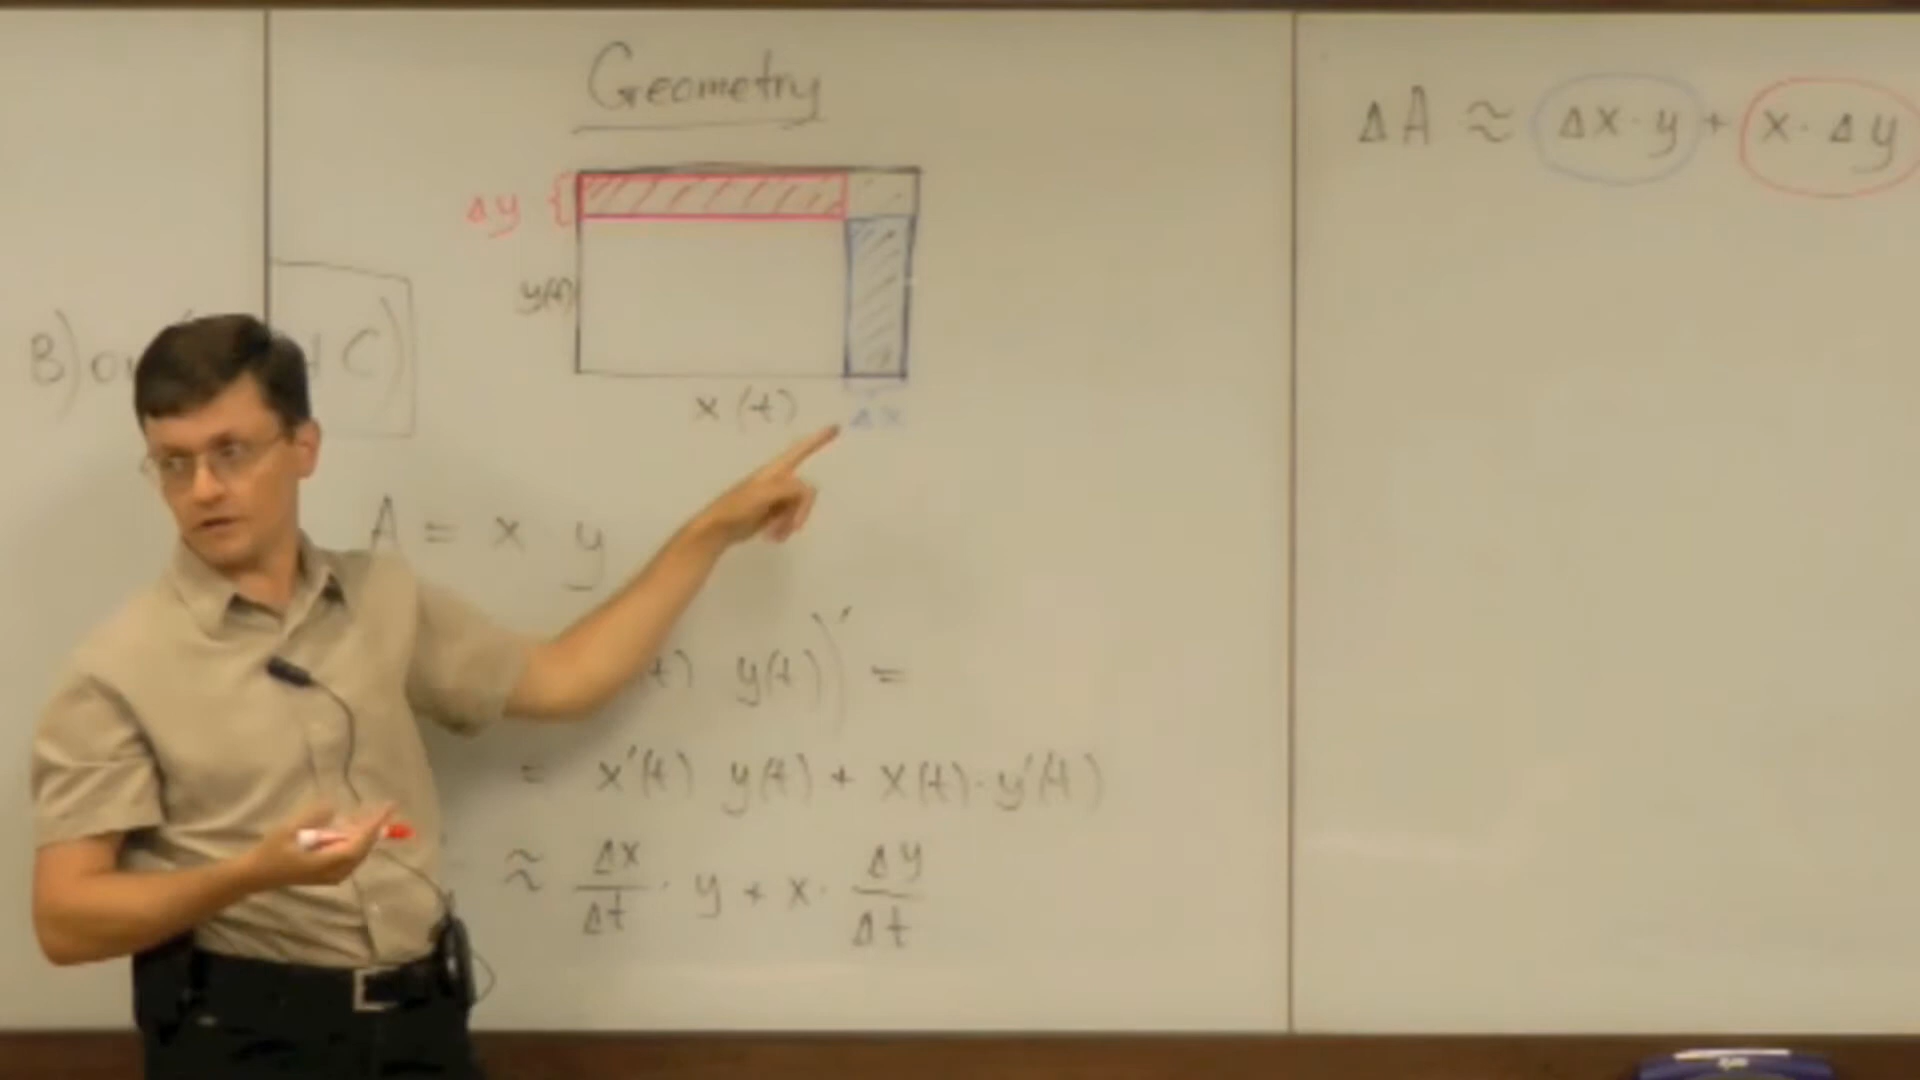 Geometry
Δy {
y(t)
x(t) Δx
B) C)
A = x y
(t) y(t))' =
= x'(t) y(t) + x(t)·y'(t)
≈ Δx/Δt · y + x · Δy/Δt
ΔA ≈ Δx·y + x·Δy